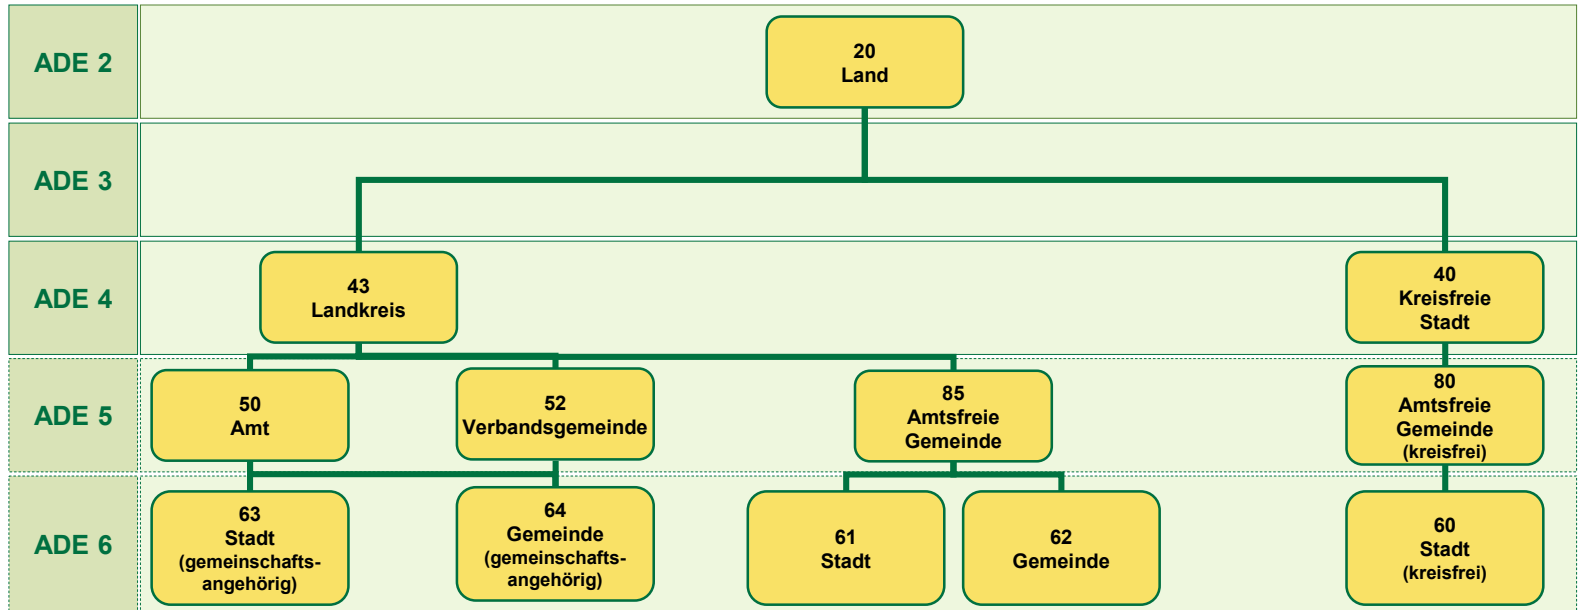 ADE 2
20
Land
ADE 3
ADE 4
43
Landkreis
40
Kreisfreie
Stadt
ADE 5
50
Amt
52
Verbandsgemeinde
85
Amtsfreie
Gemeinde
80
Amtsfreie
Gemeinde
(kreisfrei)
ADE 6
63
Stadt
(gemeinschafts-
angehörig)
64
Gemeinde
(gemeinschafts-
angehörig)
61
Stadt
62
Gemeinde
60
Stadt
(kreisfrei)